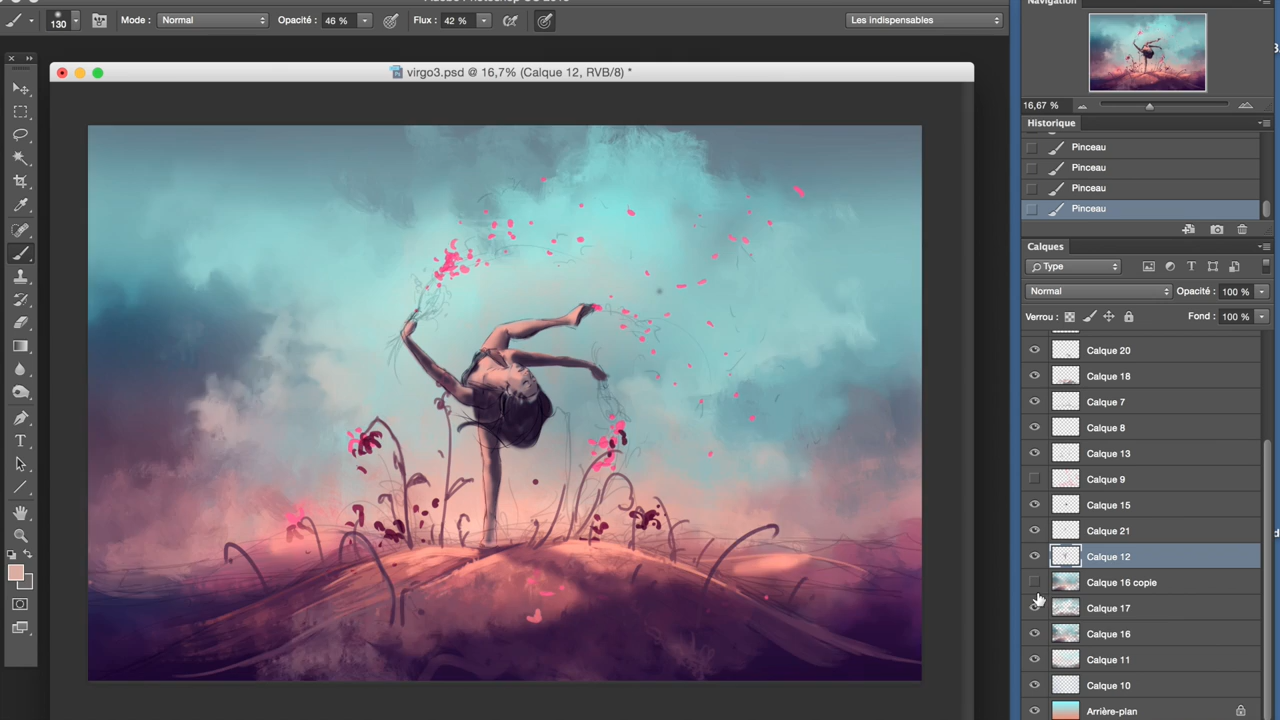 130
Mode : Normal
Opacité : 46 %
Flux : 42 %
Les indispensables
virgo3.psd @ 16,7% (Calque 12, RVB/8) *
Navigation
16,67 %
Historique
Pinceau
Pinceau
Pinceau
Pinceau
Calques
Type
Normal
Opacité : 100 %
Verrou :
Fond : 100 %
Calque 20
Calque 18
Calque 7
Calque 8
Calque 13
Calque 9
Calque 15
Calque 21
Calque 12
Calque 16 copie
Calque 17
Calque 16
Calque 11
Calque 10
Arrière-plan